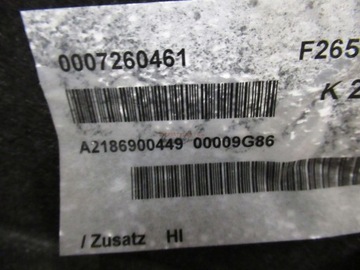 0007260461 F265
K 2
A2186900449 00009G86
/ Zusatz HI